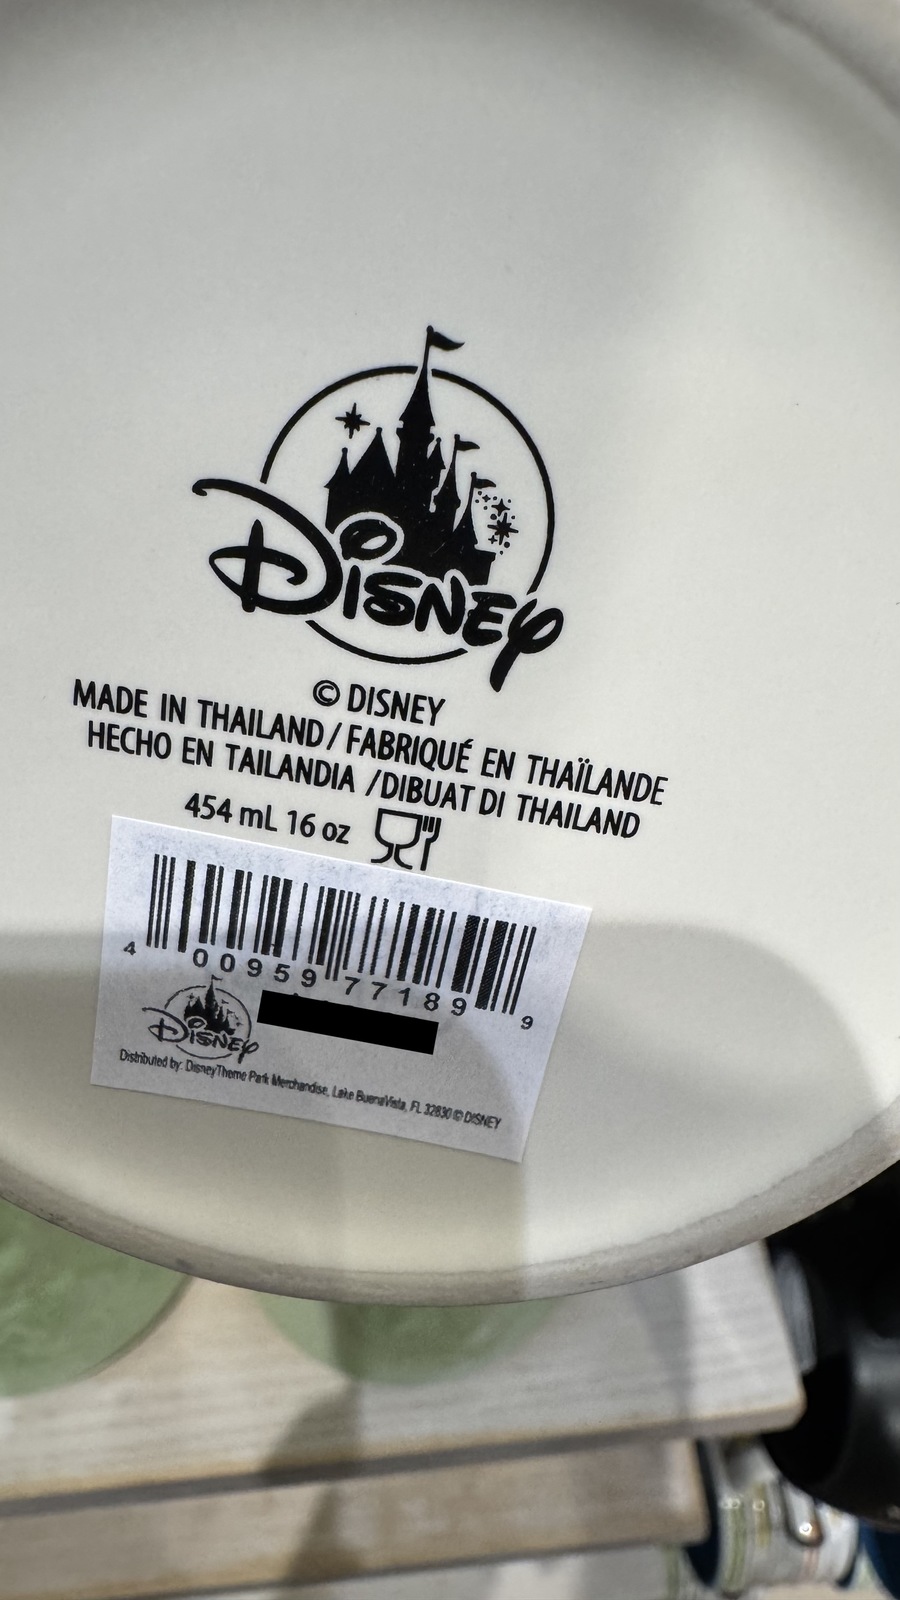 DISNEY
© DISNEY
MADE IN THAILAND / FABRIQUÉ EN THAÏLANDE
HECHO EN TAILANDIA / DIBUAT DI THAILAND
454 mL 16 oz
4 00959 77189 9
DISNEY
Distributed by: Disney Theme Park Merchandise, Lake Buena Vista, FL 32830 © DISNEY